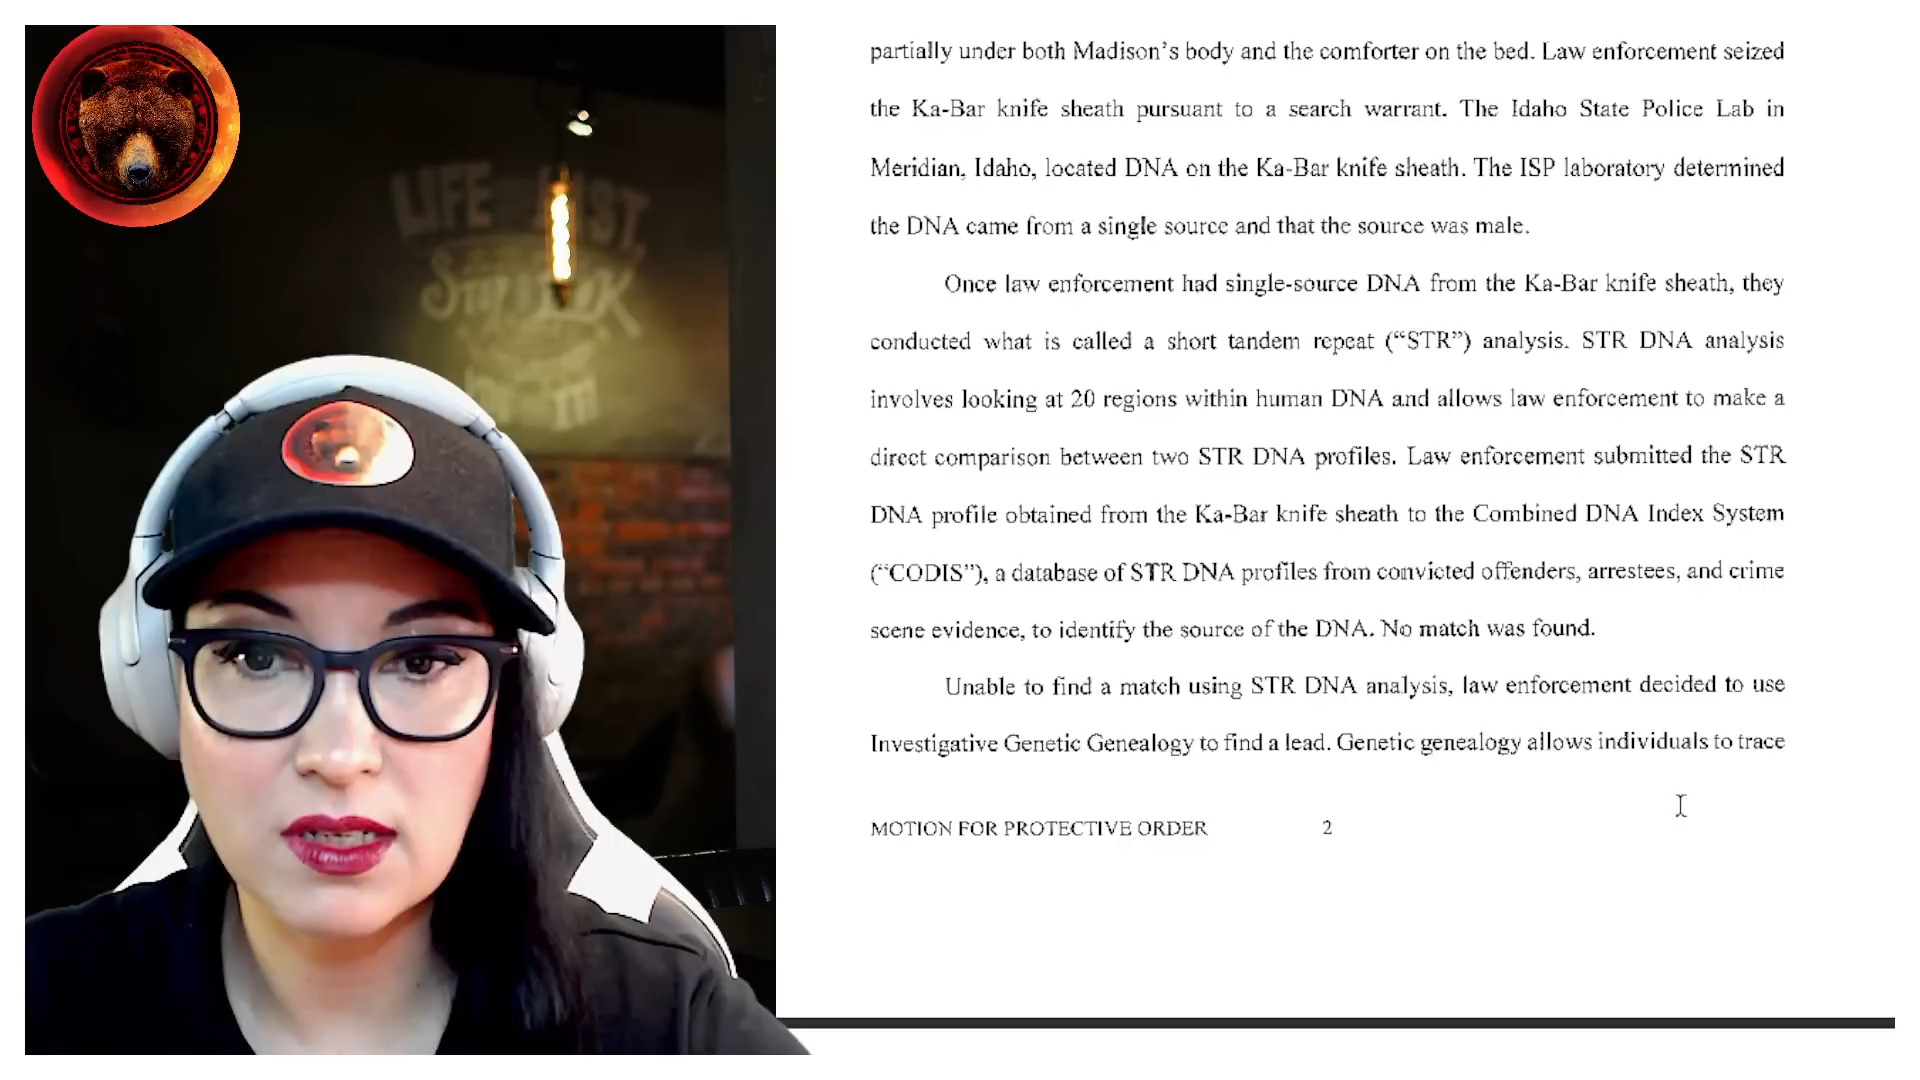 LIFE
partially under both Madison's body and the comforter on the bed. Law enforcement seized
the Ka-Bar knife sheath pursuant to a search warrant. The Idaho State Police Lab in
Meridian, Idaho, located DNA on the Ka-Bar knife sheath. The ISP laboratory determined
the DNA came from a single source and that the source was male.
Once law enforcement had single-source DNA from the Ka-Bar knife sheath, they
conducted what is called a short tandem repeat (“STR”) analysis. STR DNA analysis
involves looking at 20 regions within human DNA and allows law enforcement to make a
direct comparison between two STR DNA profiles. Law enforcement submitted the STR
DNA profile obtained from the Ka-Bar knife sheath to the Combined DNA Index System
(“CODIS”), a database of STR DNA profiles from convicted offenders, arrestees, and crime
scene evidence, to identify the source of the DNA. No match was found.
Unable to find a match using STR DNA analysis, law enforcement decided to use
Investigative Genetic Genealogy to find a lead. Genetic genealogy allows individuals to trace
MOTION FOR PROTECTIVE ORDER 2